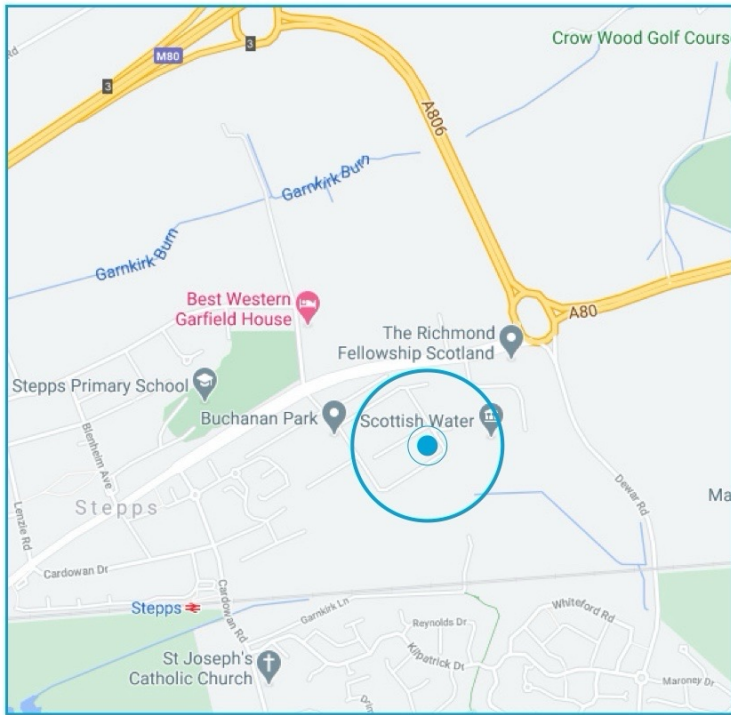 Crow Wood Golf Course
3
M80
3
A806
Garnkirk Burn
Garnkirk Burn
Best Western
Garfield House
A80
The Richmond
Fellowship Scotland
Stepps Primary School
Buchanan Park
Scottish Water
Blenheim Ave
Stepps
Lenzie Rd
Dewar Rd
Ma
Cardowan Dr
Stepps
Cardowan Rd
Garnkirk Ln
Reynolds Dr
Whiteford Rd
Kilpatrick Dr
St Joseph's
Catholic Church
Maroney Dr